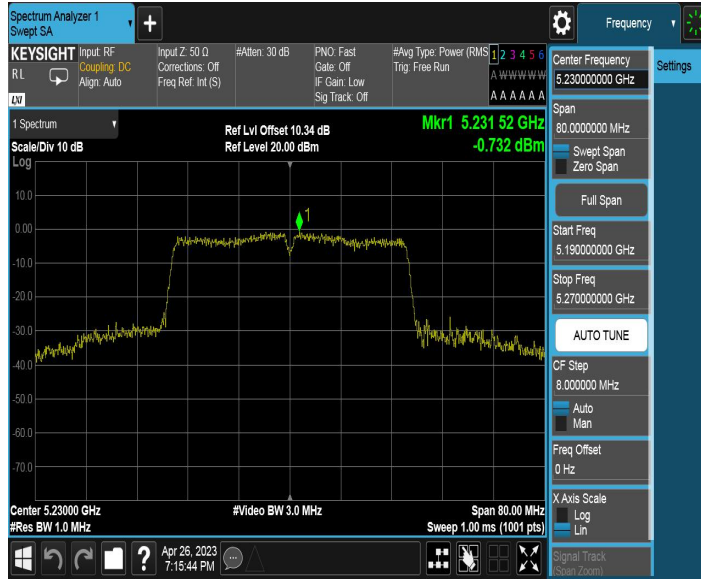 Spectrum Analyzer 1
Swept SA
Frequency
KEYSIGHT
RL
LXI
Input: RF
Coupling: DC
Align: Auto
Input Z: 50 Ω
Corrections: Off
Freq Ref: Int (S)
#Atten: 30 dB
PNO: Fast
Gate: Off
IF Gain: Low
Sig Track: Off
#Avg Type: Power (RMS
Trig: Free Run
1 2 3 4 5 6
A W W W W W
A A A A A A
1 Spectrum
Scale/Div 10 dB
Log
Ref Lvl Offset 10.34 dB
Ref Level 20.00 dBm
Mkr1 5.231 52 GHz
-0.732 dBm
1
10.0
0.00
-10.0
-20.0
-30.0
-40.0
-50.0
-60.0
-70.0
Center 5.23000 GHz
#Res BW 1.0 MHz
#Video BW 3.0 MHz
Span 80.00 MHz
Sweep 1.00 ms (1001 pts)
Apr 26, 2023
7:15:44 PM
Center Frequency
5.230000000 GHz
Span
80.0000000 MHz
Swept Span
Zero Span
Full Span
Start Freq
5.190000000 GHz
Stop Freq
5.270000000 GHz
AUTO TUNE
CF Step
8.000000 MHz
Auto
Man
Freq Offset
0 Hz
X Axis Scale
Log
Lin
Signal Track
(Span Zoom)
Settings